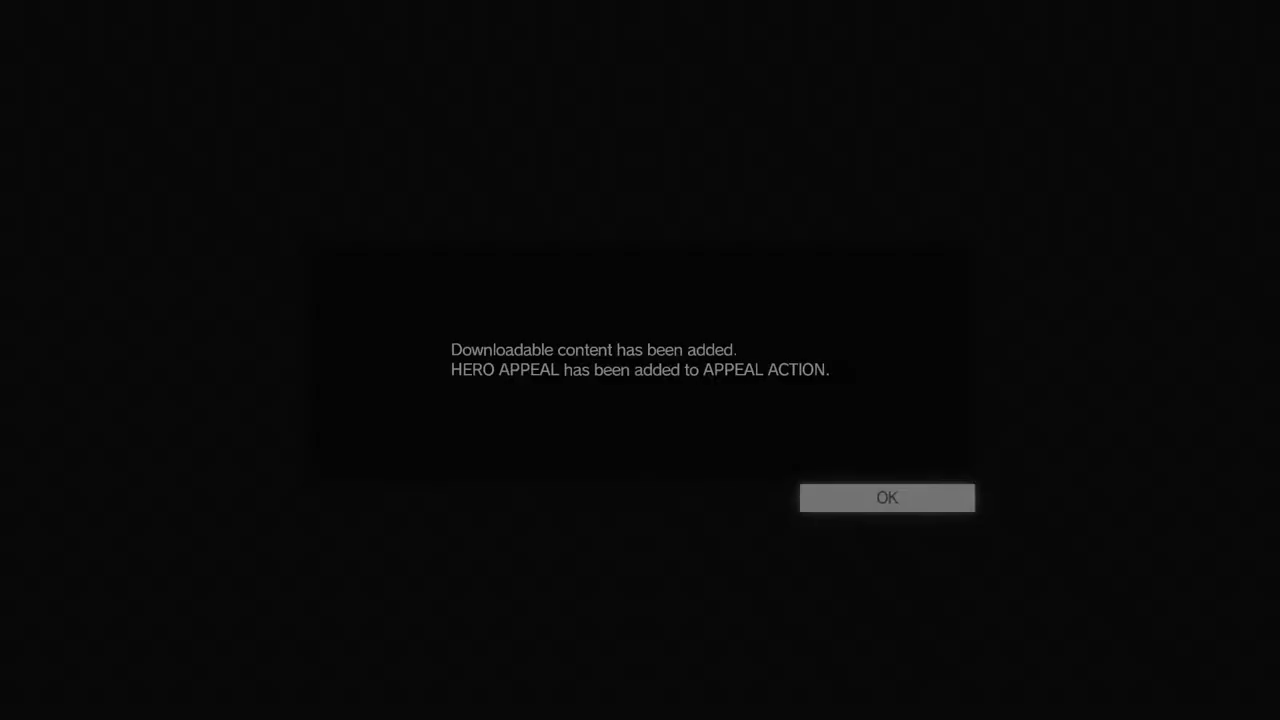 Downloadable content has been added.
HERO APPEAL has been added to APPEAL ACTION.
OK